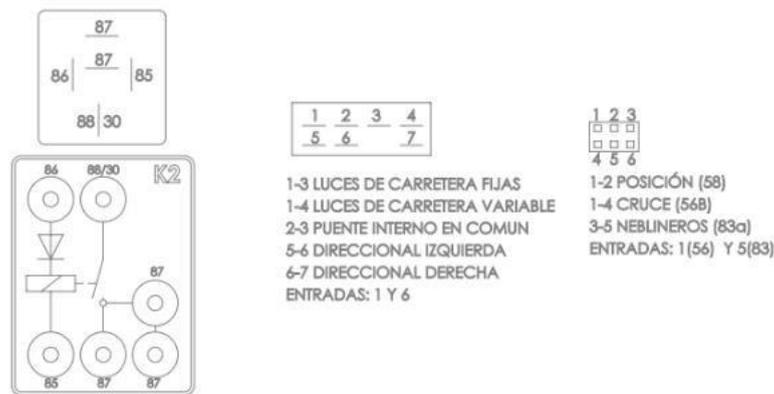 87
87
86 85
88 30
86 88/30 K2
87
85 87 87
1 2 3 4
5 6 7
1-3 LUCES DE CARRETERA FIJAS
1-4 LUCES DE CARRETERA VARIABLE
2-3 PUENTE INTERNO EN COMUN
5-6 DIRECCIONAL IZQUIERDA
6-7 DIRECCIONAL DERECHA
ENTRADAS: 1 Y 6
1 2 3
4 5 6
1-2 POSICIÓN (58)
1-4 CRUCE (56B)
3-5 NEBLINEROS (83a)
ENTRADAS: 1(56) Y 5(83)